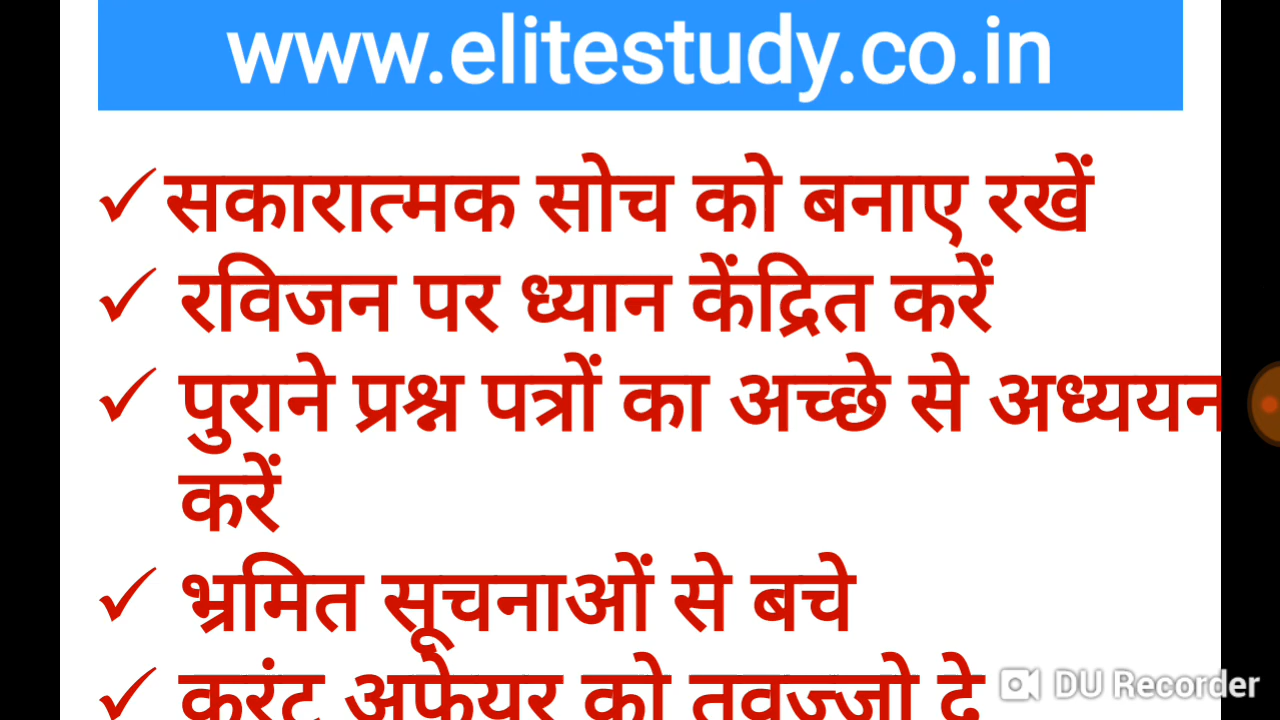 www.elitestudy.co.in
✓सकारात्मक सोच को बनाए रखें
✓ रविजन पर ध्यान केंद्रित करें
✓ पुराने प्रश्न पत्रों का अच्छे से अध्ययन
करें
✓ भ्रमित सूचनाओं से बचे
✓ करंट अफेयर को तवज्जो दे
DU Recorder